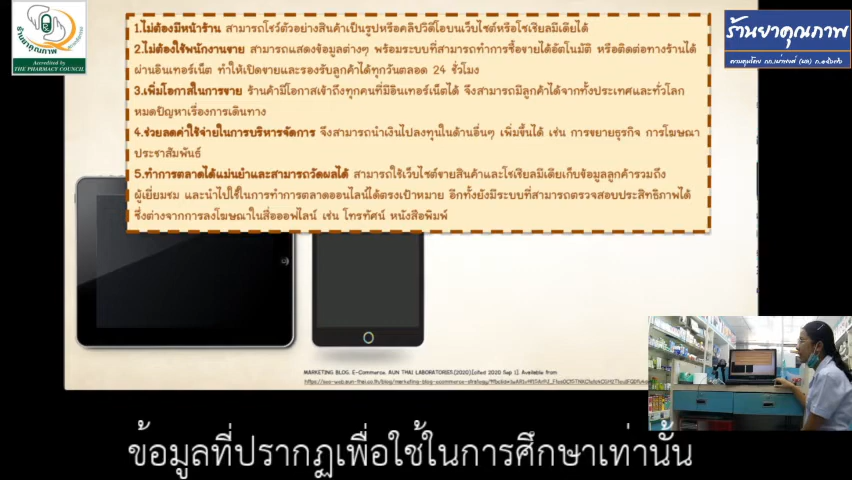 ร้านยาคุณภาพ
Accredited by
THE PHARMACY COUNCIL
ร้านยาคุณภาพ
1.ไม่ต้องมีหน้าร้าน สามารถโชว์ตัวอย่างสินค้าเป็นรูปหรือคลิปวิดีโอบนเว็บไซต์หรือโซเชียลมีเดียได้
2.ไม่ต้องใช้พนักงานขาย สามารถแสดงข้อมูลต่างๆ พร้อมระบบที่สามารถทำการซื้อขายได้อัตโนมัติ หรือติดต่อทางร้านได้
ผ่านอินเทอร์เน็ต ทำให้เปิดขายและรองรับลูกค้าได้ทุกวันตลอด 24 ชั่วโมง
3.เพิ่มโอกาสในการขาย ร้านค้ามีโอกาสเข้าถึงทุกคนที่มีอินเทอร์เน็ตได้ จึงสามารถมีลูกค้าได้จากทั้งประเทศและทั่วโลก
หมดปัญหาเรื่องการเดินทาง
4.ช่วยลดค่าใช้จ่ายในการบริหารจัดการ จึงสามารถนำเงินไปลงทุนในด้านอื่นๆ เพิ่มขึ้นได้ เช่น การขยายธุรกิจ การโฆษณา
ประชาสัมพันธ์
5.ทำการตลาดได้แม่นยำและสามารถวัดผลได้ สามารถใช้เว็บไซต์ขายสินค้าและโซเชียลมีเดียเก็บข้อมูลลูกค้ารวมถึง
ผู้เยี่ยมชม และนำไปใช้ในการทำการตลาดออนไลน์ได้ตรงเป้าหมาย อีกทั้งยังมีระบบที่สามารถตรวจสอบประสิทธิภาพได้
ซึ่งต่างจากการลงโฆษณาในสื่อออฟไลน์ เช่น โทรทัศน์ หนังสือพิมพ์
MARKETING BLOG. E-Commerce. AUN THAI LABORATORIES.(2020)[cited 2020 Sep 1]. Available from:
ข้อมูลที่ปรากฏเพื่อใช้ในการศึกษาเท่านั้น